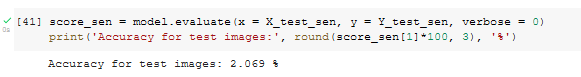 [41] score_sen = model.evaluate(x = X_test_sen, y = Y_test_sen, verbose = 0)
0s print('Accuracy for test images:', round(score_sen[1]*100, 3), '%')
Accuracy for test images: 2.069 %